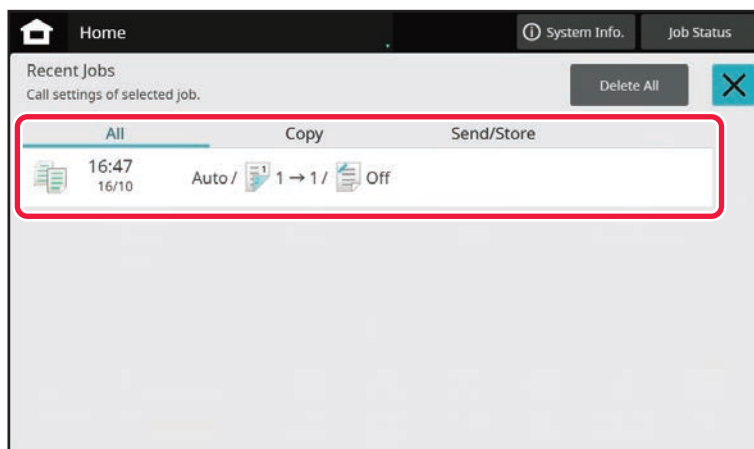 Home
System Info.
Job Status
Recent Jobs
Call settings of selected job.
Delete All
All Copy Send/Store
16:47
16/10
Auto / 1 1 → 1 / Off